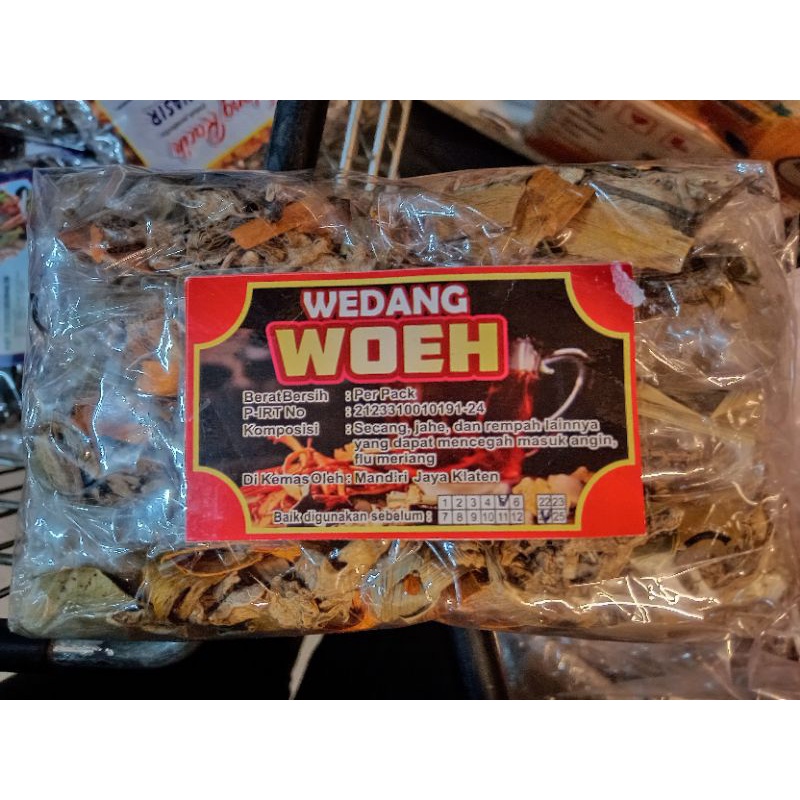 Racik
WEDANG
WOEH
Berat Bersih : Per Pack
P-IRT No : 2123310010191-24
Komposisi : Secang, jahe, dan rempah lainnya
yang dapat mencegah masuk angin,
flu meriang
Di Kemas Oleh : Mandiri Jaya Klaten
Baik digunakan sebelum : 1 2 3 4 6 22 23
7 8 9 10 11 12 25